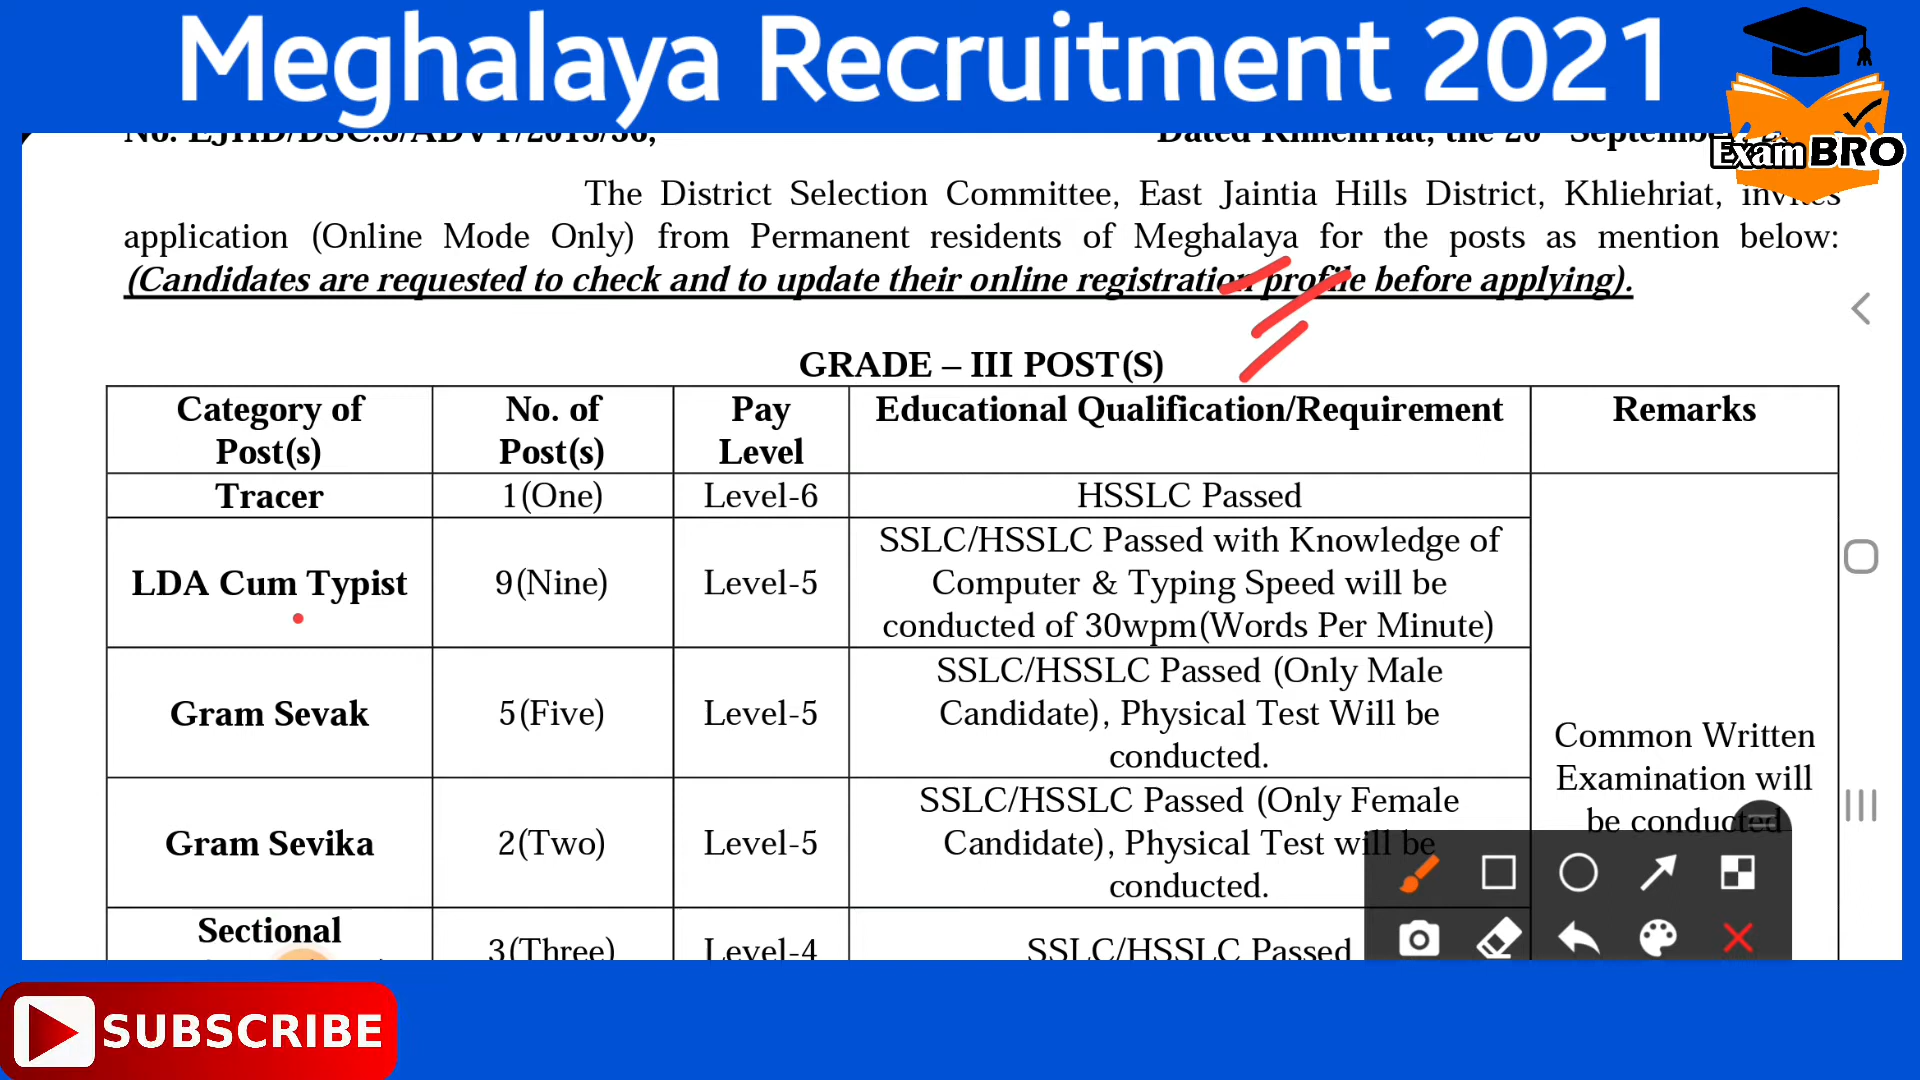 Meghalaya Recruitment 2021
Exam BRO
The District Selection Committee, East Jaintia Hills District, Khliehriat, invites
application (Online Mode Only) from Permanent residents of Meghalaya for the posts as mention below:
(Candidates are requested to check and to update their online registration profile before applying).
GRADE – III POST(S)
Category of Post(s) No. of Post(s) Pay Level Educational Qualification/Requirement Remarks
Tracer 1(One) Level-6 HSSLC Passed
LDA Cum Typist 9(Nine) Level-5 SSLC/HSSLC Passed with Knowledge of
Computer & Typing Speed will be
conducted of 30wpm(Words Per Minute)
Gram Sevak 5(Five) Level-5 SSLC/HSSLC Passed (Only Male
Candidate), Physical Test Will be
conducted.
Gram Sevika 2(Two) Level-5 SSLC/HSSLC Passed (Only Female
Candidate), Physical Test will be
conducted.
Common Written
Examination will
be conducted
Sectional 3(Three) Level-4 SSLC/HSSLC Passed
SUBSCRIBE